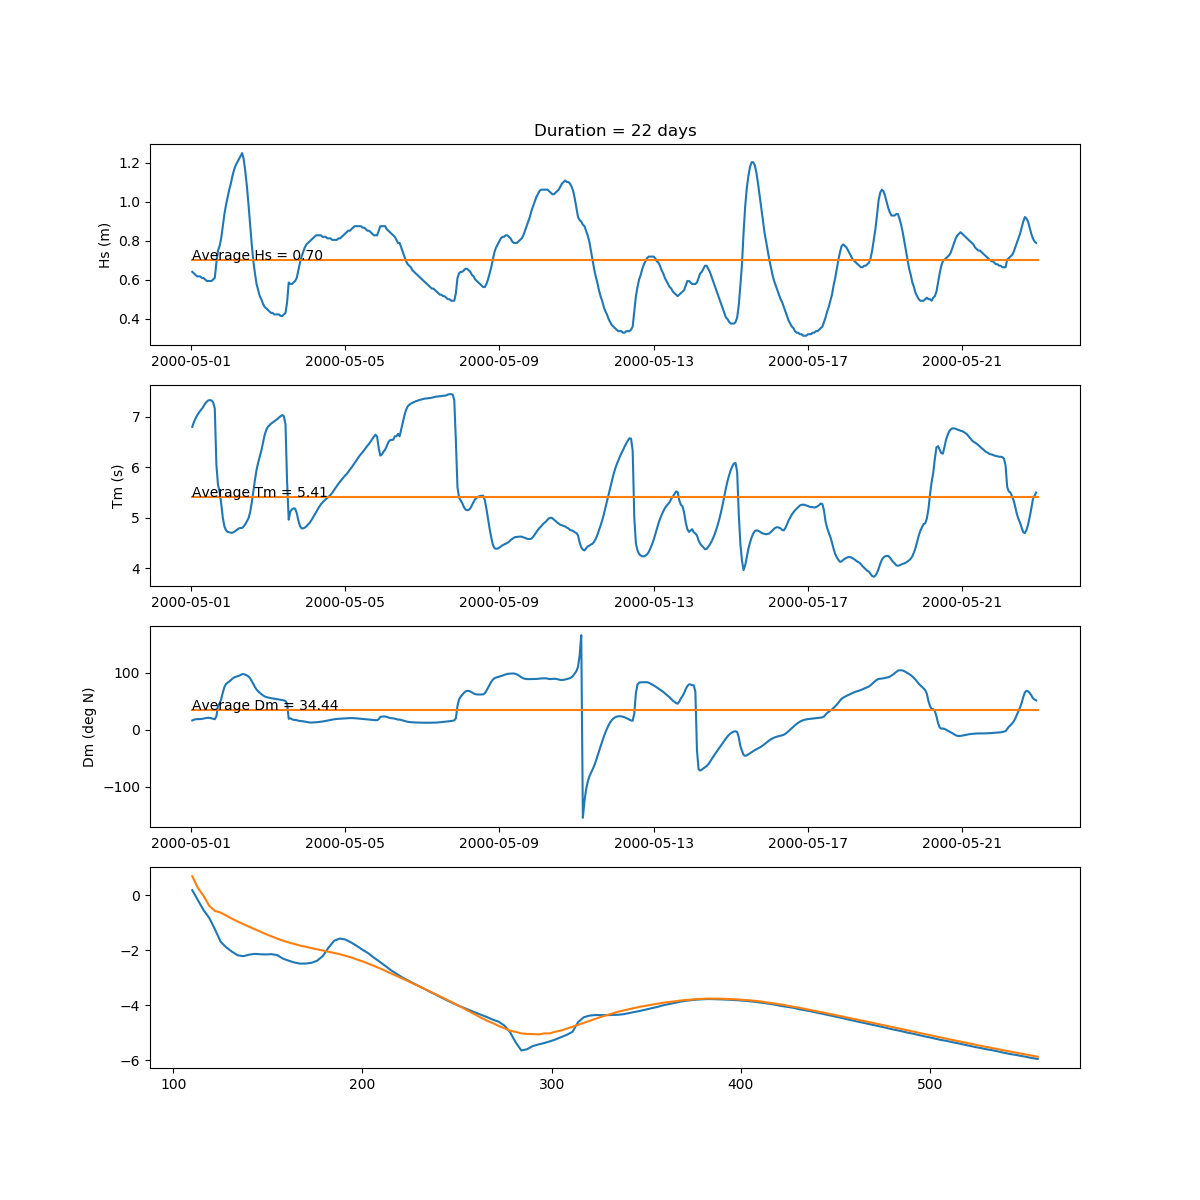 Duration = 22 days
Hs (m)
1.2
1.0
0.8
0.6
0.4
Average Hs = 0.70
2000-05-01 2000-05-05 2000-05-09 2000-05-13 2000-05-17 2000-05-21
Tm (s)
7
6
5
4
Average Tm = 5.41
2000-05-01 2000-05-05 2000-05-09 2000-05-13 2000-05-17 2000-05-21
Dm (deg N)
100
0
−100
Average Dm = 34.44
2000-05-01 2000-05-05 2000-05-09 2000-05-13 2000-05-17 2000-05-21
0
−2
−4
−6
100 200 300 400 500